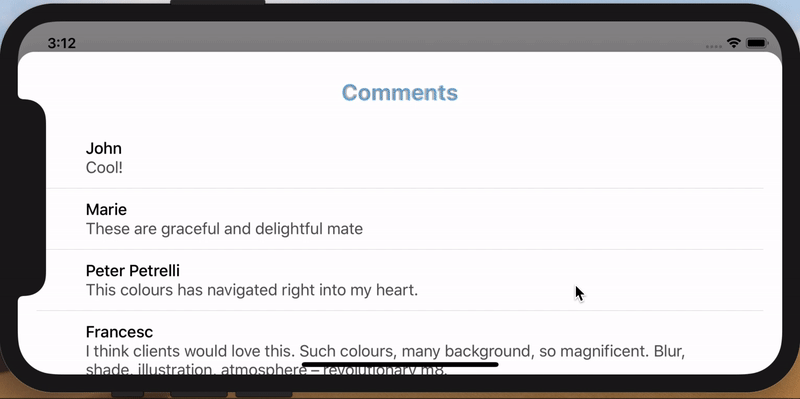 3:12
Comments
John
Cool!
Marie
These are graceful and delightful mate
Peter Petrelli
This colours has navigated right into my heart.
Francesc
I think clients would love this. Such colours, many background, so magnificent. Blur,
shade, illustration, atmosphere – revolutionary m8.